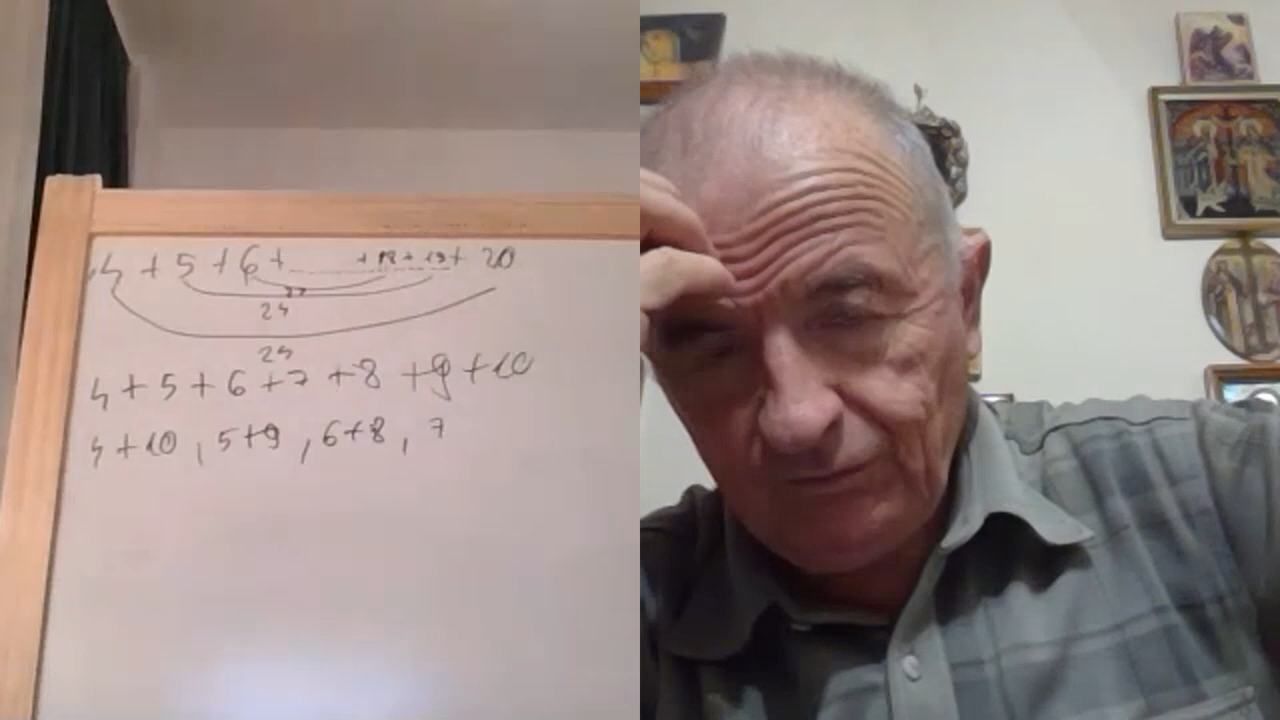 4 + 5 + 6 + ........ + 18 + 19 + 20
24
24
4 + 5 + 6 + 7 + 8 + 9 + 10
4 + 10 , 5 + 9 , 6 + 8 , 7